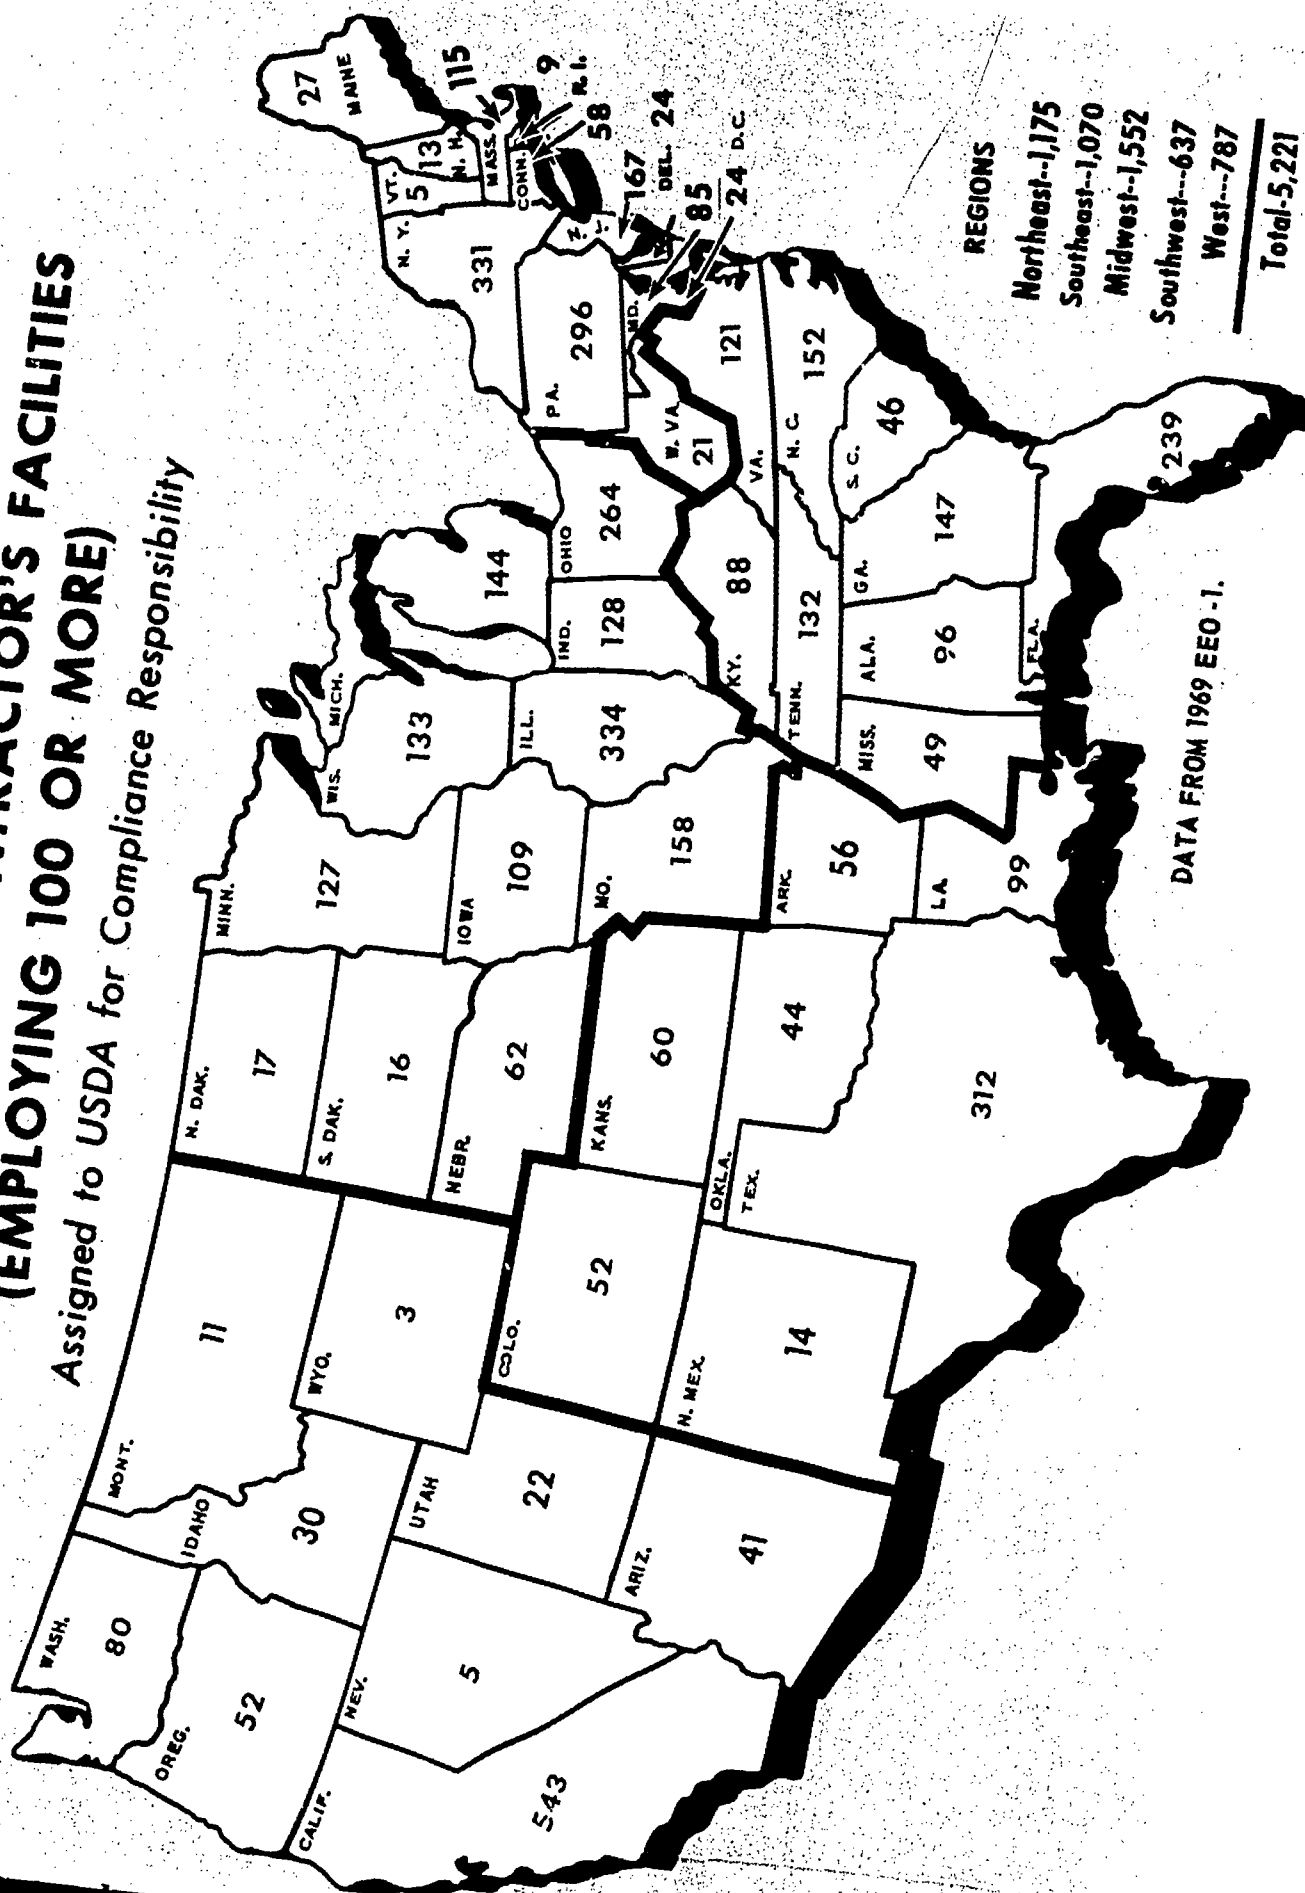 FACILITIES
(EMPLOYING 100 OR MORE)
Assigned to USDA for Compliance Responsibility
WASH.
80
OREG.
52
CALIF.
543
NEV.
5
IDAHO
30
MONT.
11
WYO.
3
UTAH
22
ARIZ.
41
COLO.
52
N. MEX.
14
N. DAK.
17
S. DAK.
16
NEBR.
62
KANS.
60
OKLA.
44
TEX.
312
MINN.
127
IOWA
109
MO.
158
ARK.
56
LA.
99
WIS.
133
MICH.
144
ILL.
334
IND.
128
OHIO
264
KY.
88
TENN.
132
MISS.
49
ALA.
96
GA.
147
FLA.
239
S. C.
46
N. C.
152
VA.
121
W. VA.
21
PA.
296
N. Y.
331
VT.
5
N. H.
13
MAINE
27
MASS.
115
CONN.
58
9
R. I.
N. J.
167
DEL. 24
MD.
85
24 D.C.
REGIONS
Northeast--1,175
Southeast--1,070
Midwest--1,552
Southwest---637
West---787
Total-5,221
DATA FROM 1969 EEO-1.